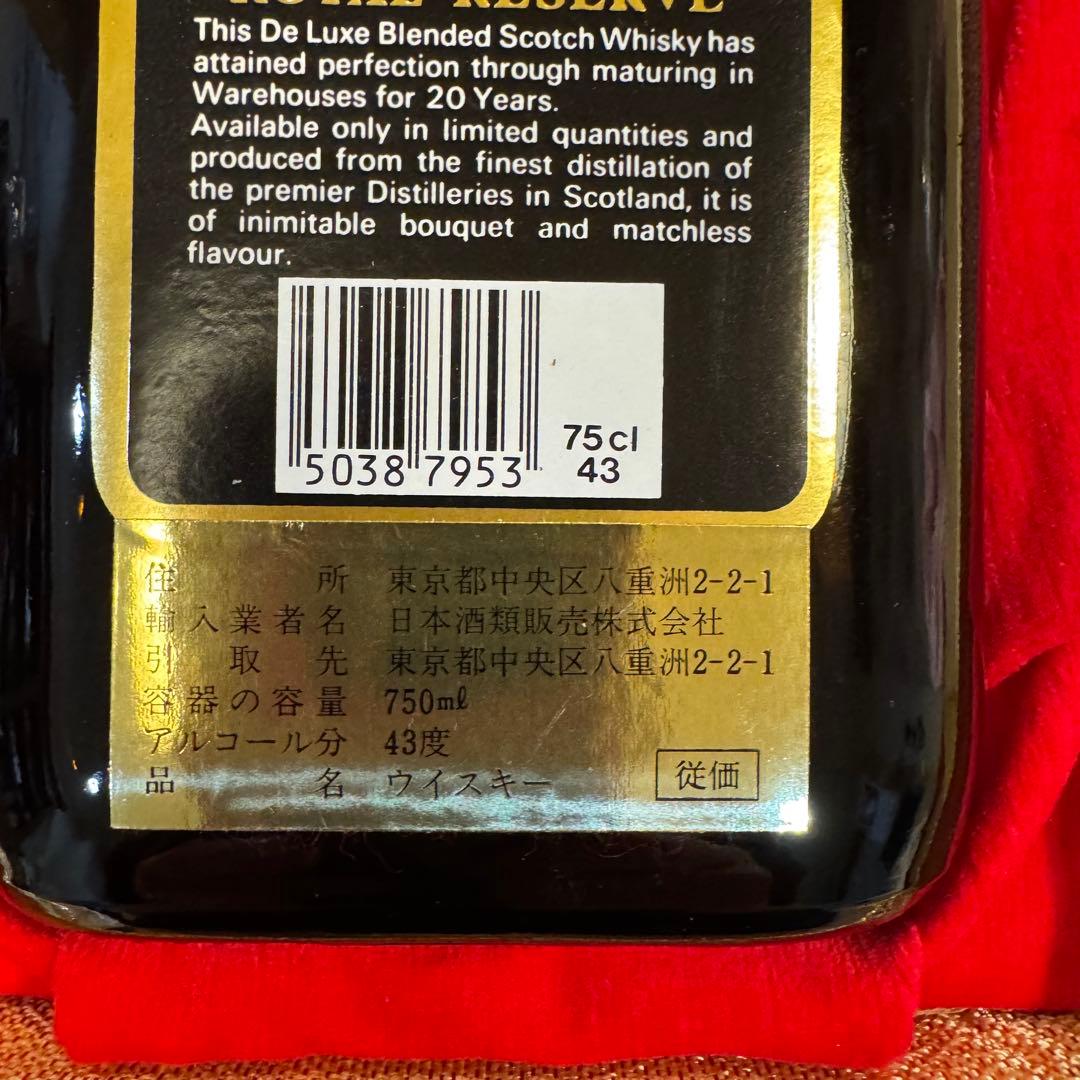 ROYAL RESERVE
This De Luxe Blended Scotch Whisky has
attained perfection through maturing in
Warehouses for 20 Years.
Available only in limited quantities and
produced from the finest distillation of
the premier Distilleries in Scotland, it is
of inimitable bouquet and matchless
flavour.
75cl
5038 7953 43
住所 東京都中央区八重洲2-2-1
輸入業者名 日本酒類販売株式会社
引取先 東京都中央区八重洲2-2-1
容器の容量 750mℓ
アルコール分 43度
品名 ウイスキー 従価